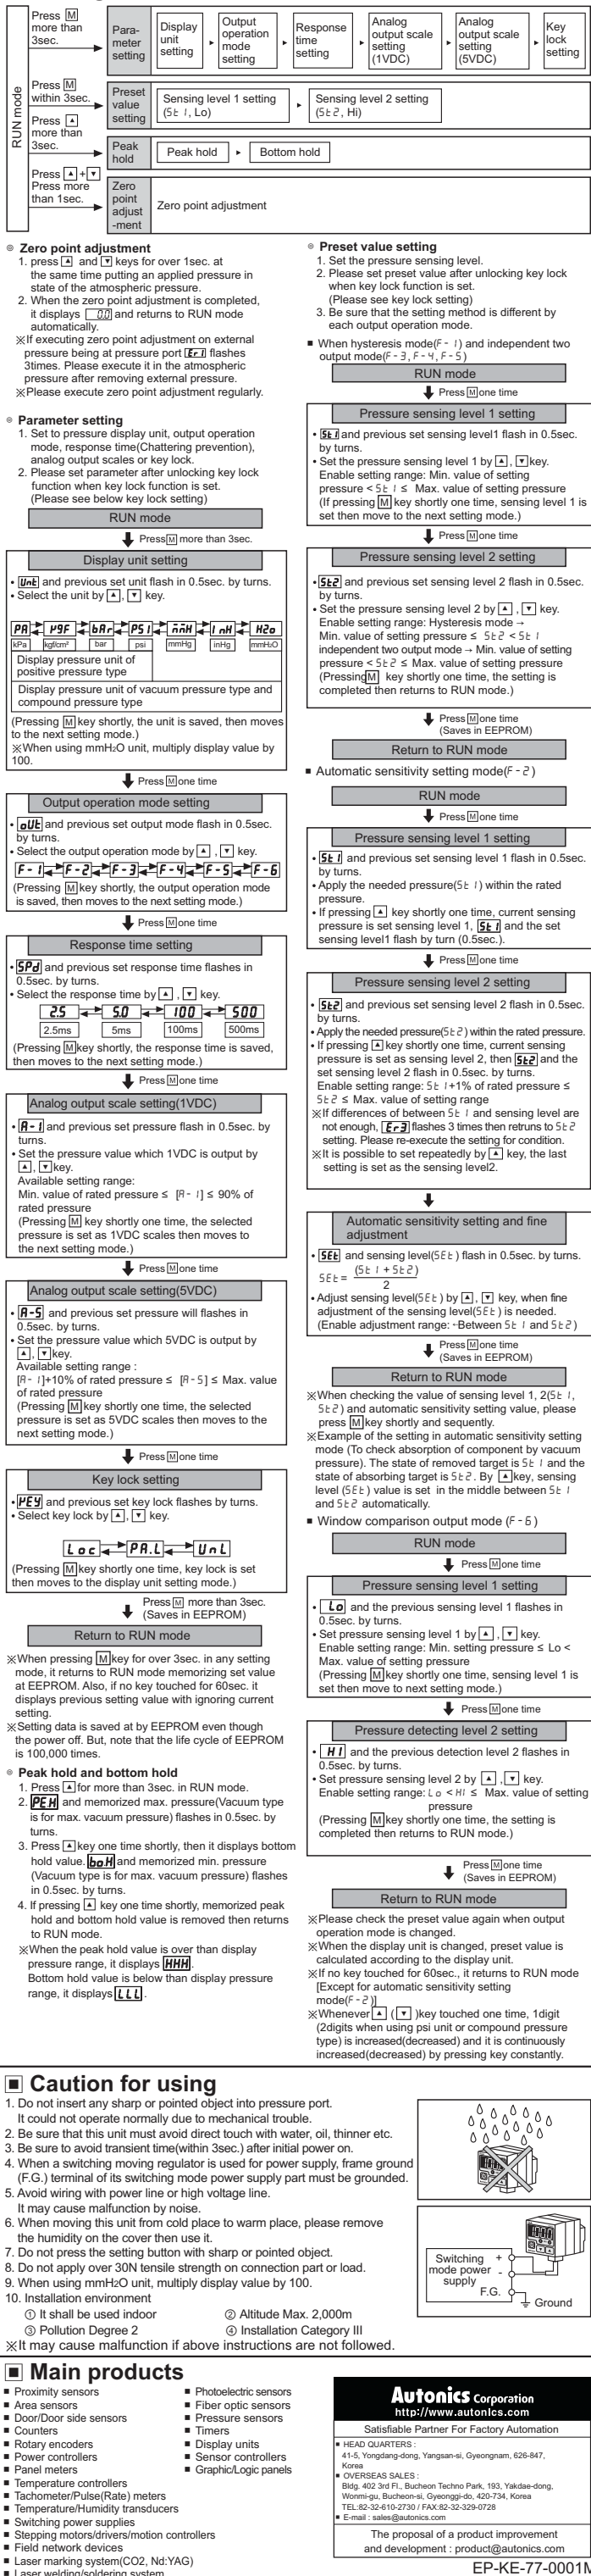 RUN mode
Press M
more than
3sec.
Para-
meter
setting
Display
unit
setting
Output
operation
mode
setting
Response
time
setting
Analog
output scale
setting
(1VDC)
Analog
output scale
setting
(5VDC)
Key
lock
setting
Press M
within 3sec.
Preset
value
setting
Sensing level 1 setting
(St1, Lo)
Sensing level 2 setting
(St2, Hi)
Press ▲
more than
3sec.
Peak
hold
Peak hold
Bottom hold
Press ▲+▼
Press more
than 1sec.
Zero
point
adjust
-ment
Zero point adjustment
◎ Zero point adjustment
1. press ▲ and ▼ keys for over 1sec. at
the same time putting an applied pressure in
state of the atmospheric pressure.
2. When the zero point adjustment is completed,
it displays 0.0 and returns to RUN mode
automatically.
※If executing zero point adjustment on external
pressure being at pressure port Er1 flashes
3times. Please execute it in the atmospheric
pressure after removing external pressure.
※Please execute zero point adjustment regularly.
◎ Parameter setting
1. Set to pressure display unit, output operation
mode, response time(Chattering prevention),
analog output scales or key lock.
2. Please set parameter after unlocking key lock
function when key lock function is set.
(Please see below key lock setting)
RUN mode
Press M more than 3sec.
Display unit setting
• Unt and previous set unit flash in 0.5sec. by turns.
• Select the unit by ▲, ▼ key.
PA HGF bAr PSI mmH InH H2o
kPa kgf/cm² bar psi mmHg inHg mmH2O
Display pressure unit of
positive pressure type
Display pressure unit of vacuum pressure type and
compound pressure type
(Pressing M key shortly, the unit is saved, then moves
to the next setting mode.)
※When using mmH2O unit, multiply display value by
100.
Press M one time
Output operation mode setting
• oUt and previous set output mode flash in 0.5sec.
by turns.
• Select the output operation mode by ▲ , ▼ key.
F-1 F-2 F-3 F-4 F-5 F-6
(Pressing M key shortly, the output operation mode
is saved, then moves to the next setting mode.)
Press M one time
Response time setting
• SPd and previous set response time flashes in
0.5sec. by turns.
• Select the response time by ▲ , ▼ key.
2.5 5.0 100 500
2.5ms 5ms 100ms 500ms
(Pressing M key shortly, the response time is saved,
then moves to the next setting mode.)
Press M one time
Analog output scale setting(1VDC)
• A-1 and previous set pressure flash in 0.5sec. by
turns.
• Set the pressure value which 1VDC is output by
▲, ▼key.
Available setting range:
Min. value of rated pressure ≤ [A-1] ≤ 90% of
rated pressure
(Pressing M key shortly one time, the selected
pressure is set as 1VDC scales then moves to
the next setting mode.)
Press M one time
Analog output scale setting(5VDC)
• A-5 and previous set pressure will flashes in
0.5sec. by turns.
• Set the pressure value which 5VDC is output by
▲, ▼key.
Available setting range :
[A-1]+10% of rated pressure ≤ [A-5] ≤ Max. value
of rated pressure
(Pressing M key shortly one time, the selected
pressure is set as 5VDC scales then moves to the
next setting mode.)
Press M one time
Key lock setting
• KEY and previous set key lock flashes by turns.
• Select key lock by ▲, ▼ key.
Loc PA.L UnL
(Pressing M key shortly one time, key lock is set
then moves to the display unit setting mode.)
Press M more than 3sec.
(Saves in EEPROM)
Return to RUN mode
※When pressing M key for over 3sec. in any setting
mode, it returns to RUN mode memorizing set value
at EEPROM. Also, if no key touched for 60sec. it
displays previous setting value with ignoring current
setting.
※Setting data is saved at by EEPROM even though
the power off. But, note that the life cycle of EEPROM
is 100,000 times.
◎ Peak hold and bottom hold
1. Press ▲ for more than 3sec. in RUN mode.
2. PEH and memorized max. pressure(Vacuum type
is for max. vacuum pressure) flashes in 0.5sec. by
turns.
3. Press ▲ key one time shortly, then it displays bottom
hold value. bo.H and memorized min. pressure
(Vacuum type is for max. vacuum pressure) flashes
in 0.5sec. by turns.
4. If pressing ▲ key one time shortly, memorized peak
hold and bottom hold value is removed then returns
to RUN mode.
※When the peak hold value is over than display
pressure range, it displays HHH.
Bottom hold value is below than display pressure
range, it displays LLL.
◎ Preset value setting
1. Set the pressure sensing level.
2. Please set preset value after unlocking key lock
when key lock function is set.
(Please see key lock setting)
3. Be sure that the setting method is different by
each output operation mode.
■ When hysteresis mode(F-1) and independent two
output mode(F-3, F-4, F-5)
RUN mode
Press M one time
Pressure sensing level 1 setting
• St1 and previous set sensing level1 flash in 0.5sec.
by turns.
• Set the pressure sensing level 1 by ▲, ▼key.
Enable setting range: Min. value of setting
pressure < St1 ≤ Max. value of setting pressure
(If pressing M key shortly one time, sensing level 1 is
set then move to the next setting mode.)
Press M one time
Pressure sensing level 2 setting
• St2 and previous set sensing level 2 flash in 0.5sec.
by turns.
• Set the pressure sensing level 2 by ▲ , ▼ key.
Enable setting range: Hysteresis mode →
Min. value of setting pressure ≤ St2 < St1
independent two output mode → Min. value of setting
pressure < St2 ≤ Max. value of setting pressure
(Pressing M key shortly one time, the setting is
completed then returns to RUN mode.)
Press M one time
(Saves in EEPROM)
Return to RUN mode
■ Automatic sensitivity setting mode(F-2)
RUN mode
Press M one time
Pressure sensing level 1 setting
• St1 and previous set sensing level 1 flash in 0.5sec.
by turns.
• Apply the needed pressure(St1) within the rated
pressure.
• If pressing ▲ key shortly one time, current sensing
pressure is set sensing level 1, St1 and the set
sensing level1 flash by turn (0.5sec.).
Press M one time
Pressure sensing level 2 setting
• St2 and previous set sensing level 2 flash in 0.5sec.
by turns.
• Apply the needed pressure(St2) within the rated pressure.
• If pressing ▲ key shortly one time, current sensing
pressure is set as sensing level 2, then St2 and the
set sensing level 2 flash in 0.5sec. by turns.
Enable setting range: St1+1% of rated pressure ≤
St2 ≤ Max. value of setting range
※If differences of between St1 and sensing level are
not enough, Er3 flashes 3 times then retruns to St2
setting. Please re-execute the setting for condition.
※It is possible to set repeatedly by ▲ key, the last
setting is set as the sensing level2.
Automatic sensitivity setting and fine
adjustment
• SEt and sensing level(SEt) flash in 0.5sec. by turns.
SEt = (St1 + St2)
2
• Adjust sensing level(SEt) by ▲, ▼ key, when fine
adjustment of the sensing level(SEt) is needed.
(Enable adjustment range: -Between St1 and St2)
Press M one time
(Saves in EEPROM)
Return to RUN mode
※When checking the value of sensing level 1, 2(St1,
St2) and automatic sensitivity setting value, please
press M key shortly and sequently.
※Example of the setting in automatic sensitivity setting
mode (To check absorption of component by vacuum
pressure). The state of removed target is St1 and the
state of absorbing target is St2. By ▲key, sensing
level (SEt) value is set in the middle between St1
and St2 automatically.
■ Window comparison output mode (F-6)
RUN mode
Press M one time
Pressure sensing level 1 setting
• Lo and the previous sensing level 1 flashes in
0.5sec. by turns.
• Set pressure sensing level 1 by ▲ , ▼ key.
Enable setting range: Min. setting pressure ≤ Lo <
Max. value of setting pressure
(Pressing M key shortly one time, sensing level 1 is
set then move to next setting mode.)
Press M one time
Pressure detecting level 2 setting
• HI and the previous detection level 2 flashes in
0.5sec. by turns.
• Set pressure sensing level 2 by ▲ , ▼ key.
Enable setting range: Lo < HI ≤ Max. value of setting
pressure
(Pressing M key shortly one time, the setting is
completed then returns to RUN mode.)
Press M one time
(Saves in EEPROM)
Return to RUN mode
※Please check the preset value again when output
operation mode is changed.
※When the display unit is changed, preset value is
calculated according to the display unit.
※If no key touched for 60sec., it returns to RUN mode
[Except for automatic sensitivity setting
mode(F-2)]
※Whenever ▲ ( ▼ )key touched one time, 1digit
(2digits when using psi unit or compound pressure
type) is increased(decreased) and it is continuously
increased(decreased) by pressing key constantly.
■ Caution for using
1. Do not insert any sharp or pointed object into pressure port.
It could not operate normally due to mechanical trouble.
2. Be sure that this unit must avoid direct touch with water, oil, thinner etc.
3. Be sure to avoid transient time(within 3sec.) after initial power on.
4. When a switching moving regulator is used for power supply, frame ground
(F.G.) terminal of its switching mode power supply part must be grounded.
5. Avoid wiring with power line or high voltage line.
It may cause malfunction by noise.
6. When moving this unit from cold place to warm place, please remove
the humidity on the cover then use it.
7. Do not press the setting button with sharp or pointed object.
8. Do not apply over 30N tensile strength on connection part or load.
9. When using mmH2O unit, multiply display value by 100.
10. Installation environment
① It shall be used indoor ② Altitude Max. 2,000m
③ Pollution Degree 2 ④ Installation Category III
※It may cause malfunction if above instructions are not followed.
Switching
mode power
supply
+
-
F.G.
Ground
■ Main products
■ Proximity sensors
■ Area sensors
■ Door/Door side sensors
■ Counters
■ Rotary encoders
■ Power controllers
■ Panel meters
■ Temperature controllers
■ Tachometer/Pulse(Rate) meters
■ Temperature/Humidity transducers
■ Switching power supplies
■ Stepping motors/drivers/motion controllers
■ Field network devices
■ Laser marking system(CO2, Nd:YAG)
■ Laser welding/soldering system
■ Photoelectric sensors
■ Fiber optic sensors
■ Pressure sensors
■ Timers
■ Display units
■ Sensor controllers
■ Graphic/Logic panels
Autonics Corporation
http://www.autonics.com
Satisfiable Partner For Factory Automation
■ HEAD QUARTERS :
41-5, Yongdang-dong, Yangsan-si, Gyeongnam, 626-847,
Korea
■ OVERSEAS SALES :
Bldg. 402 3rd Fl., Bucheon Techno Park, 193, Yakdae-dong,
Wonmi-gu, Bucheon-si, Gyeonggi-do, 420-734, Korea
TEL:82-32-610-2730 / FAX:82-32-329-0728
■ E-mail : sales@autonics.com
The proposal of a product improvement
and development : product@autonics.com
EP-KE-77-0001M